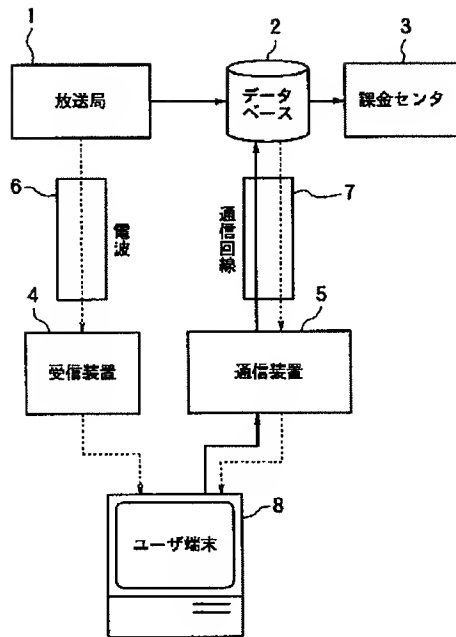 1
放送局
2
データ
ベース
3
課金センタ
6
電波
通信回線
7
4
受信装置
5
通信装置
8
ユーザ端末